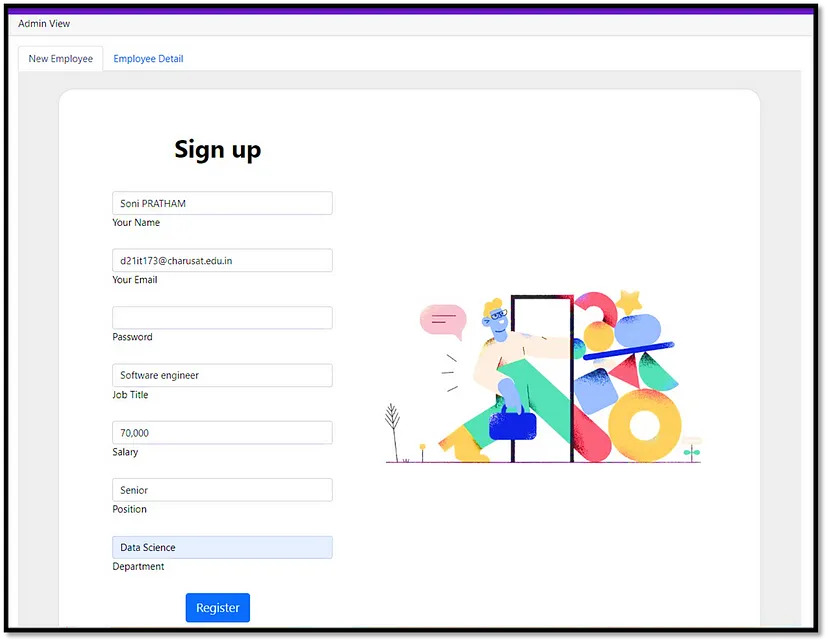 Admin View
New Employee Employee Detail
Sign up
Soni PRATHAM
Your Name
d21it173@charusat.edu.in
Your Email
Password
Software engineer
Job Title
70,000
Salary
Senior
Position
Data Science
Department
Register